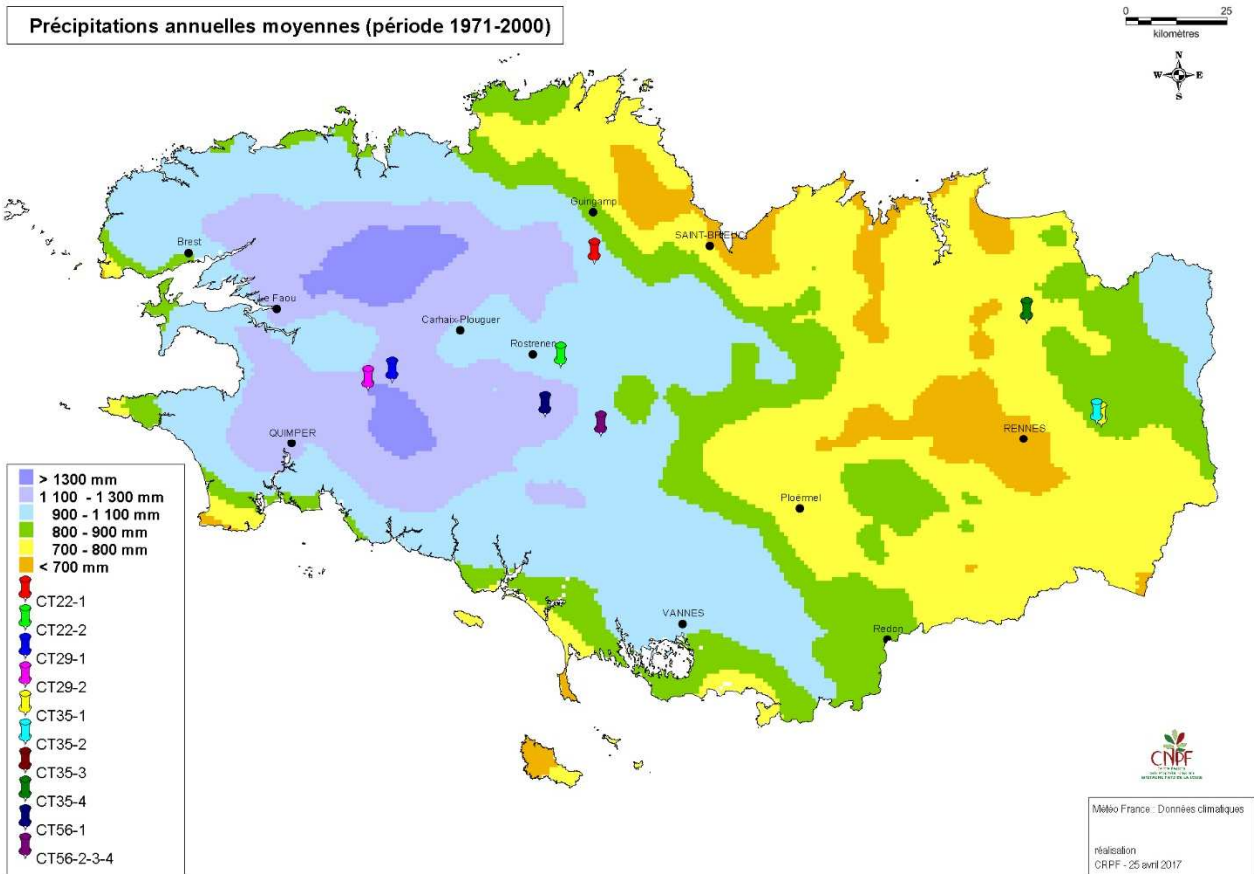 Précipitations annuelles moyennes (période 1971-2000)
0 25
kilomètres
N
W E
S
Guingamp
SAINT-BRIEUC
Brest
Le Faou
Carhaix-Plouguer
Rostrenen
QUIMPER
RENNES
Ploërmel
VANNES
Redon
> 1300 mm
1 100 - 1 300 mm
900 - 1 100 mm
800 - 900 mm
700 - 800 mm
< 700 mm
CT22-1
CT22-2
CT29-1
CT29-2
CT35-1
CT35-2
CT35-3
CT35-4
CT56-1
CT56-2-3-4
CNPF
Météo France : Données climatiques
réalisation
CRPF - 25 avril 2017